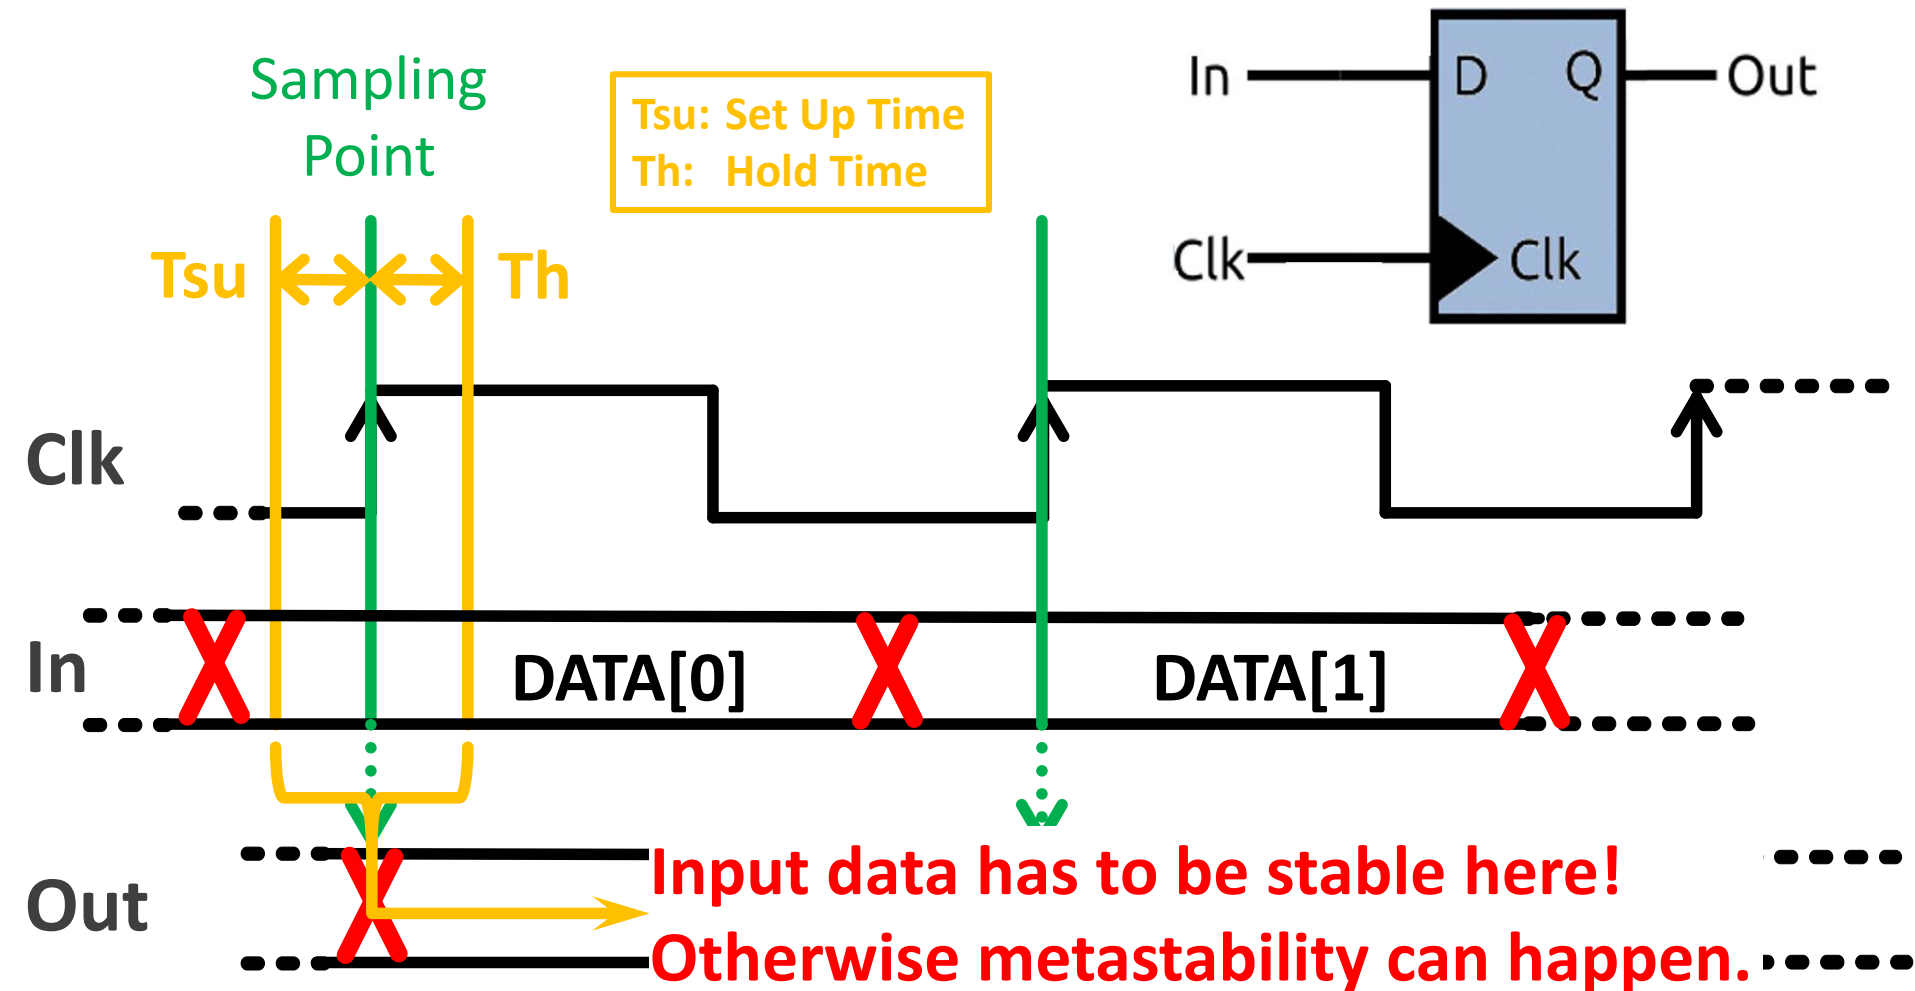 Sampling
Point
Tsu: Set Up Time
Th: Hold Time
In
D
Q
Out
Clk
Clk
Tsu
Th
Clk
In
DATA[0]
DATA[1]
Out
Input data has to be stable here!
Otherwise metastability can happen.